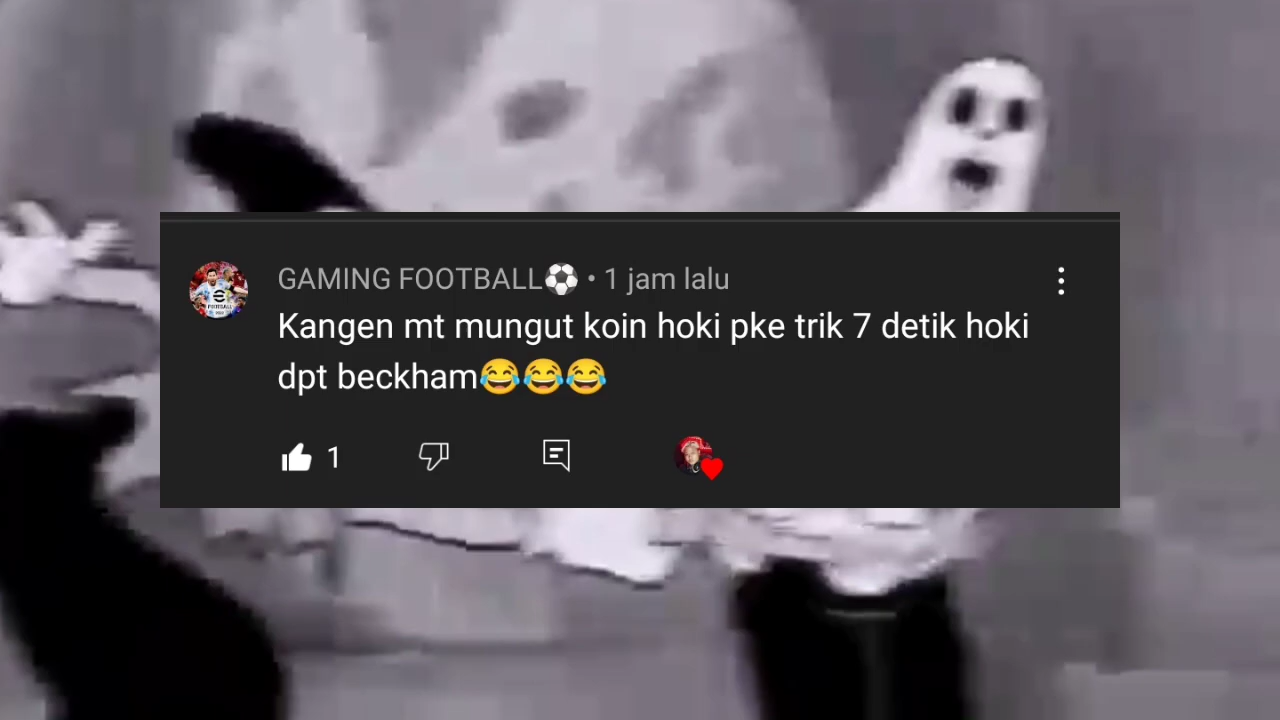 GAMING FOOTBALL⚽ • 1 jam lalu
Kangen mt mungut koin hoki pke trik 7 detik hoki
dpt beckham😂😂😂
1